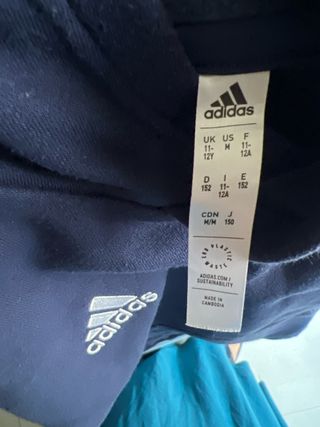 adidas
UK US F
11- M 11-
12Y 12A
D I E
152 11- 152
12A
CDN J
M/M 150
LESS PLASTIC
WASTE
ADIDAS.COM/
SUSTAINABILITY
MADE IN
CAMBODIA
adidas